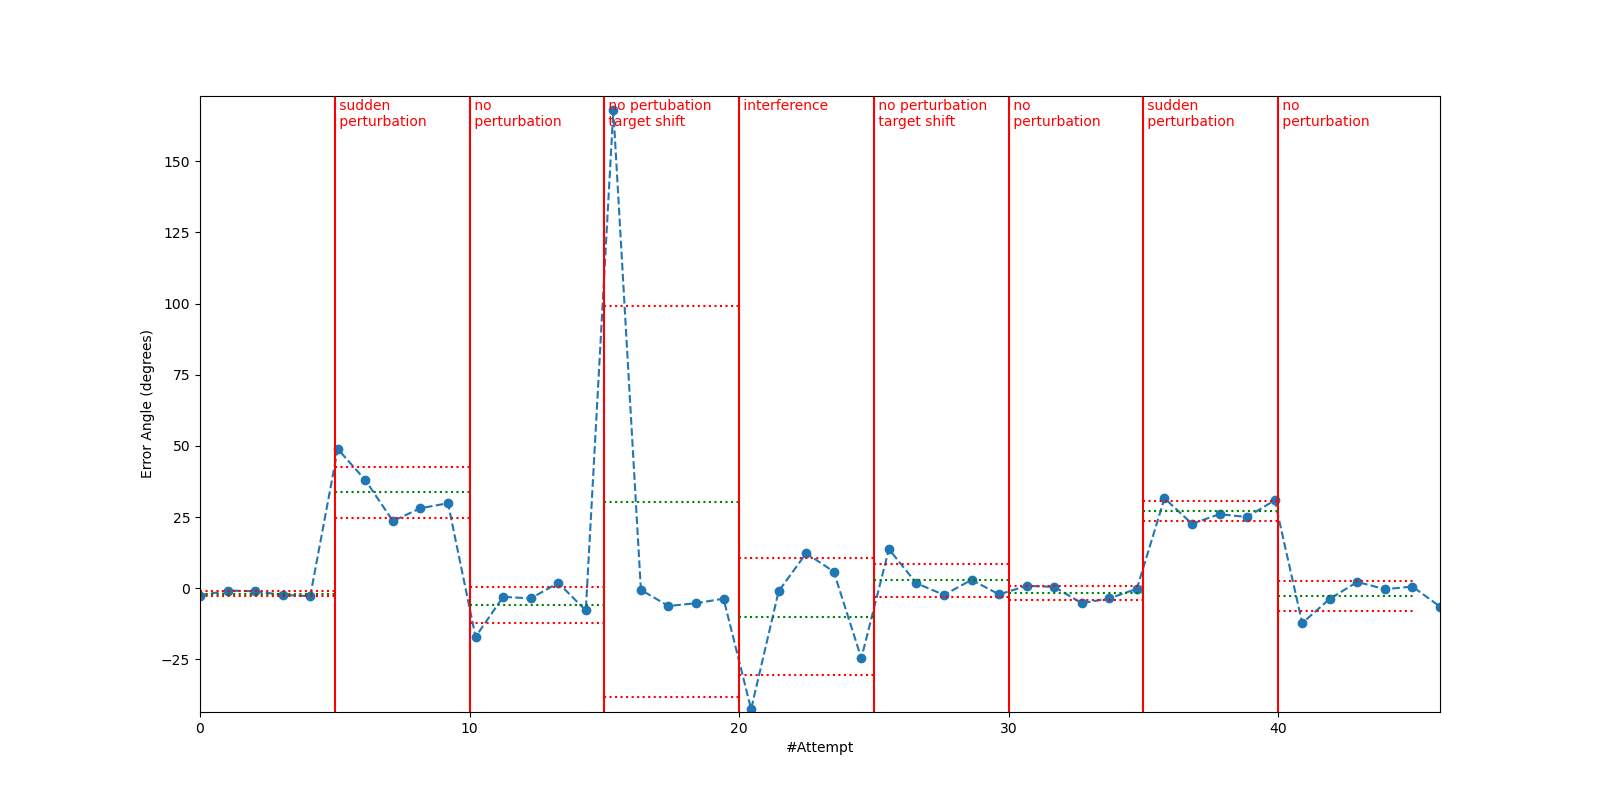 sudden
perturbation
no
perturbation
no pertubation
target shift
interference
no perturbation
target shift
no
perturbation
sudden
perturbation
no
perturbation
150
125
100
75
50
25
0
−25
Error Angle (degrees)
0
10
20
30
40
#Attempt